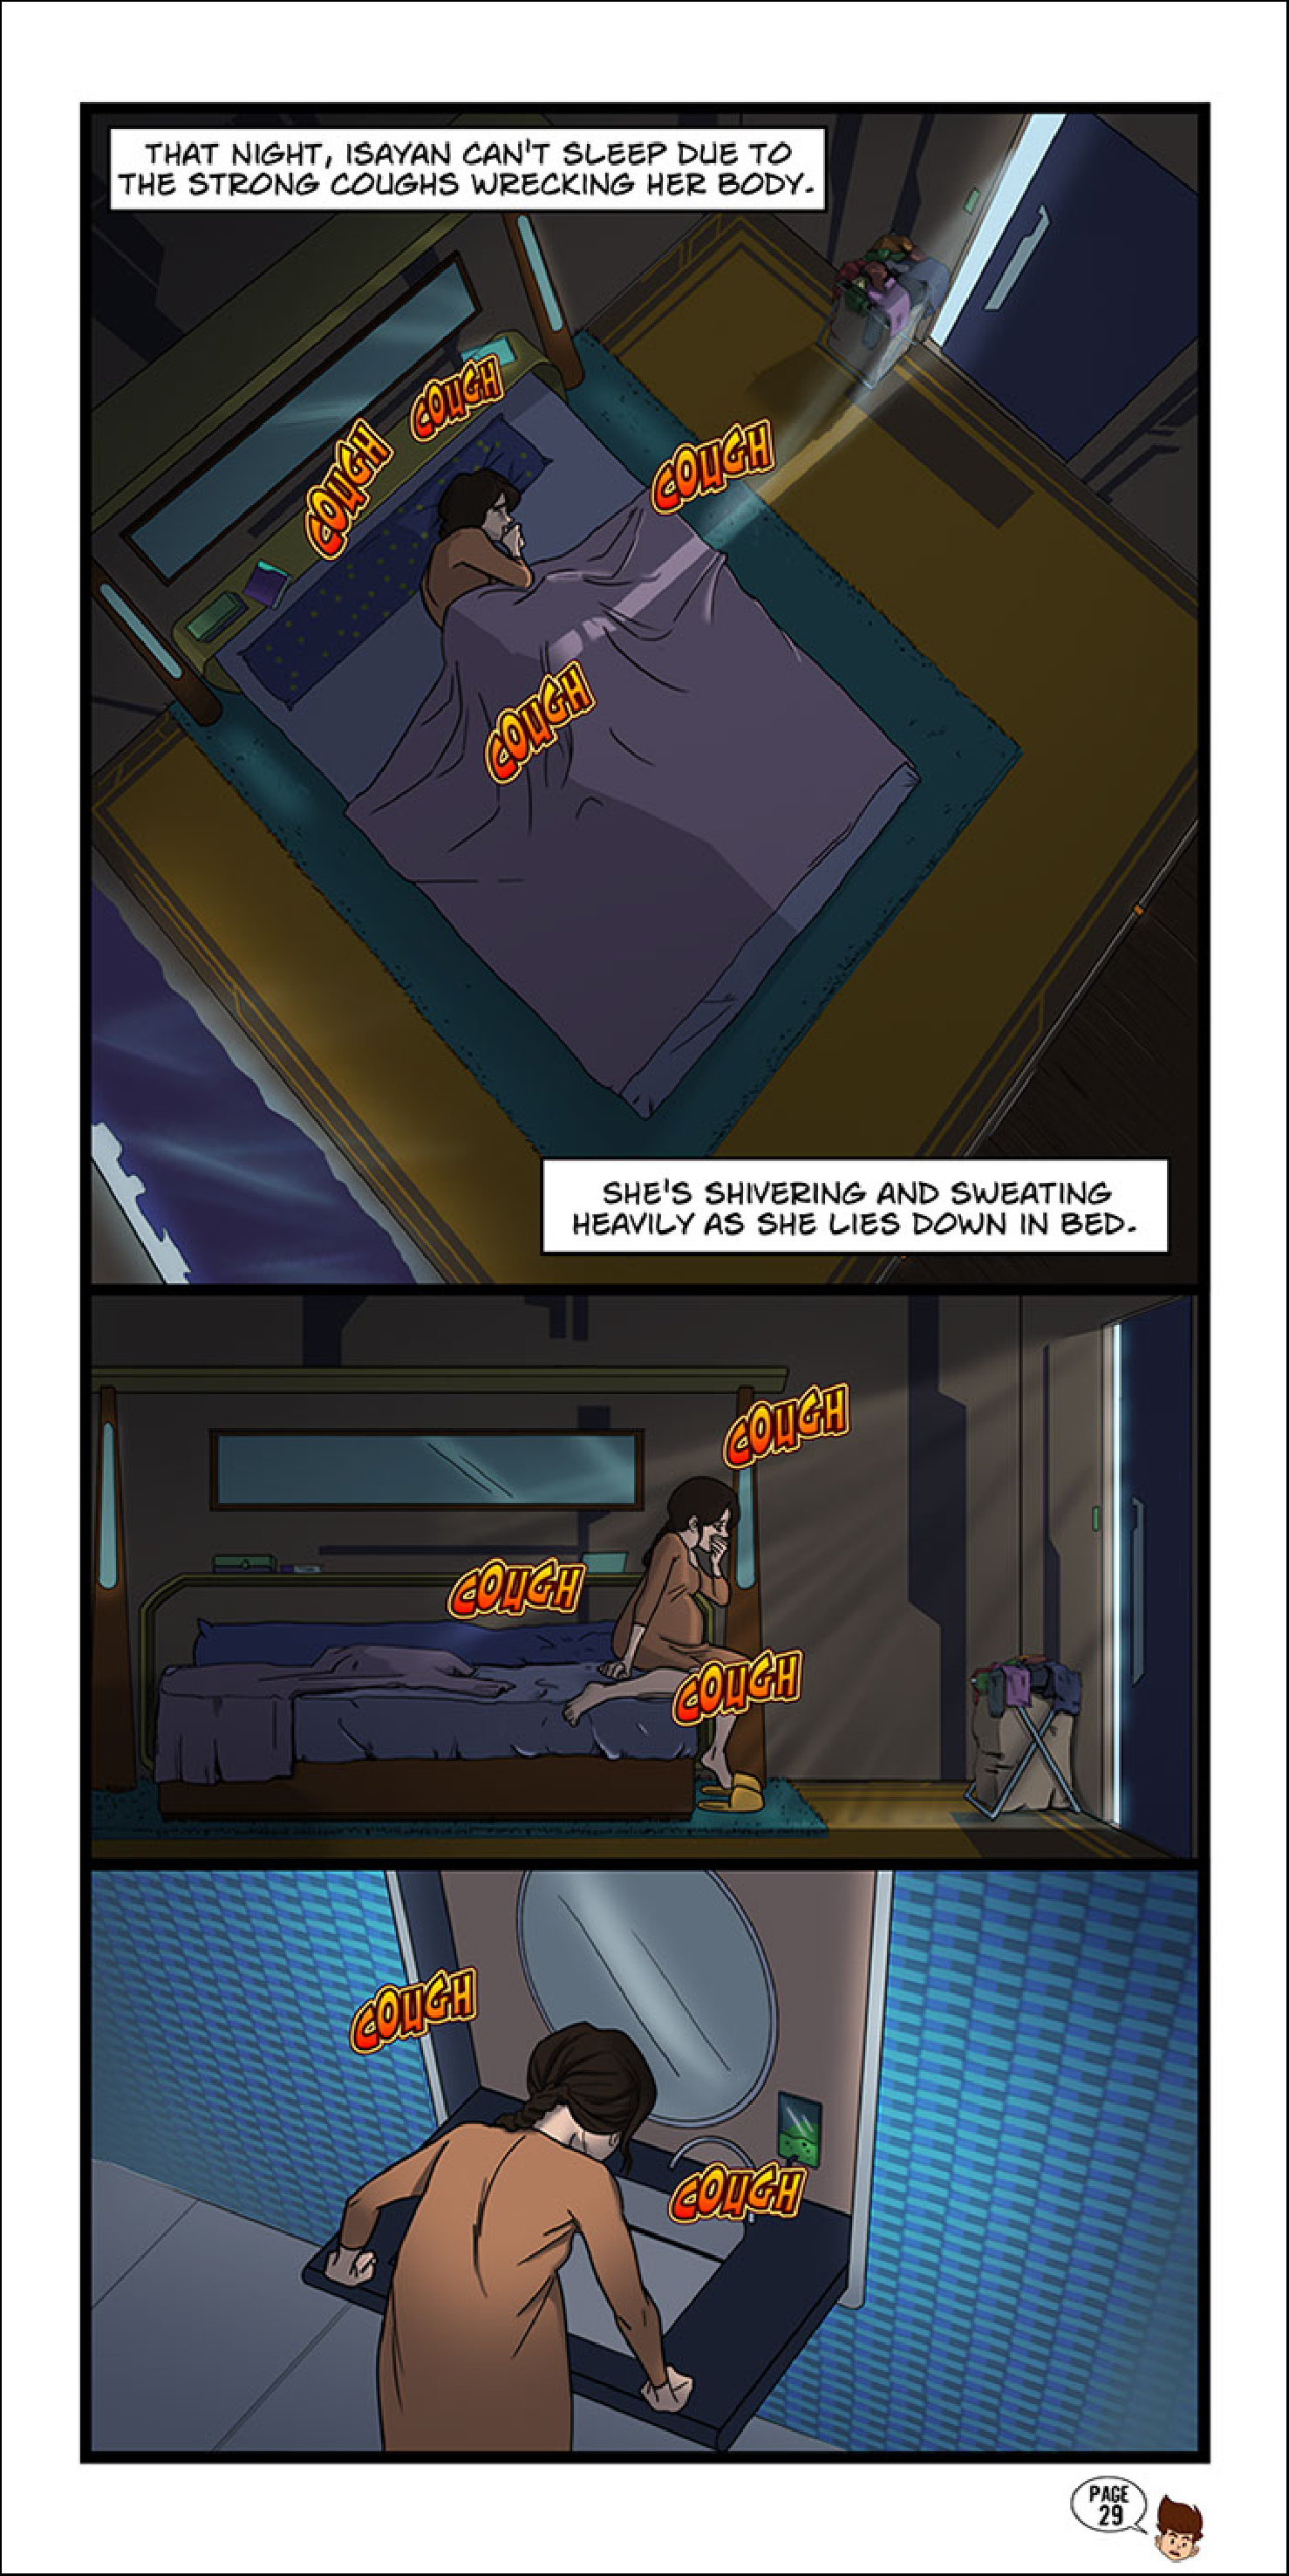 THAT NIGHT, ISAYAN CAN'T SLEEP DUE TO
THE STRONG COUGHS WRECKING HER BODY.
COUGH
COUGH
COUGH
COUGH
SHE'S SHIVERING AND SWEATING
HEAVILY AS SHE LIES DOWN IN BED.
COUGH
COUGH
COUGH
COUGH
COUGH
PAGE
29